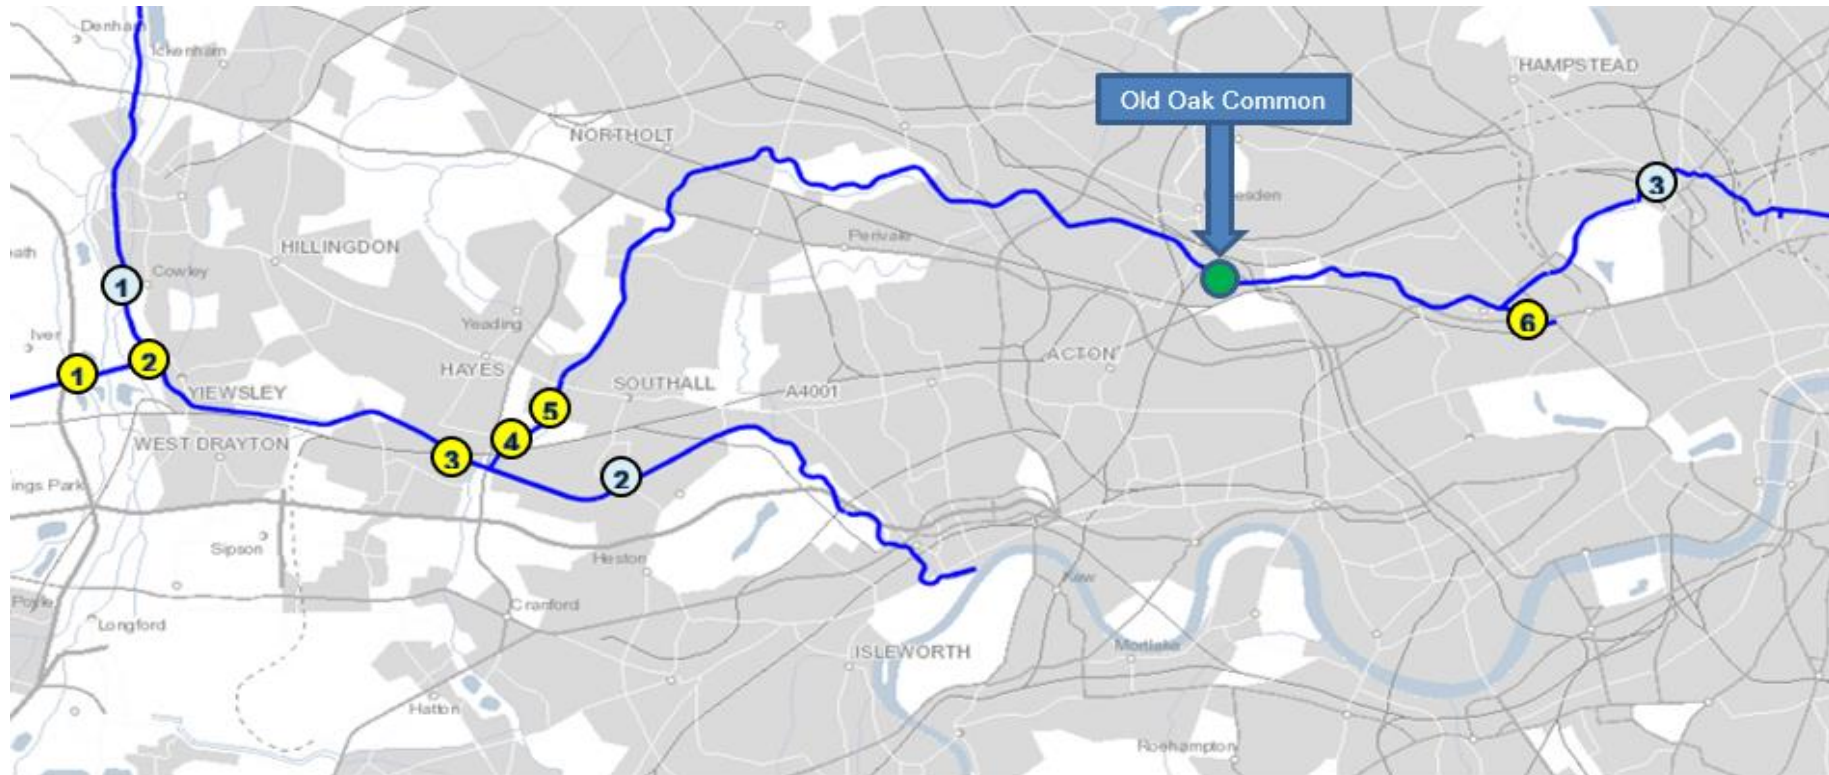 Denham
Ickenham
HAMPSTEAD
Old Oak Common
NORTHOLT
3
HILLINGDON
Perivale
Cowley
1
Yeading
6
Iver
2
HAYES
ACTON
1
YIEWSLEY
SOUTHALL
A4001
5
WEST DRAYTON
4
3
2
Sipson
Heston
Kew
Cranford
Longford
ISLEWORTH
Mortlake
Hatton
Roehampton